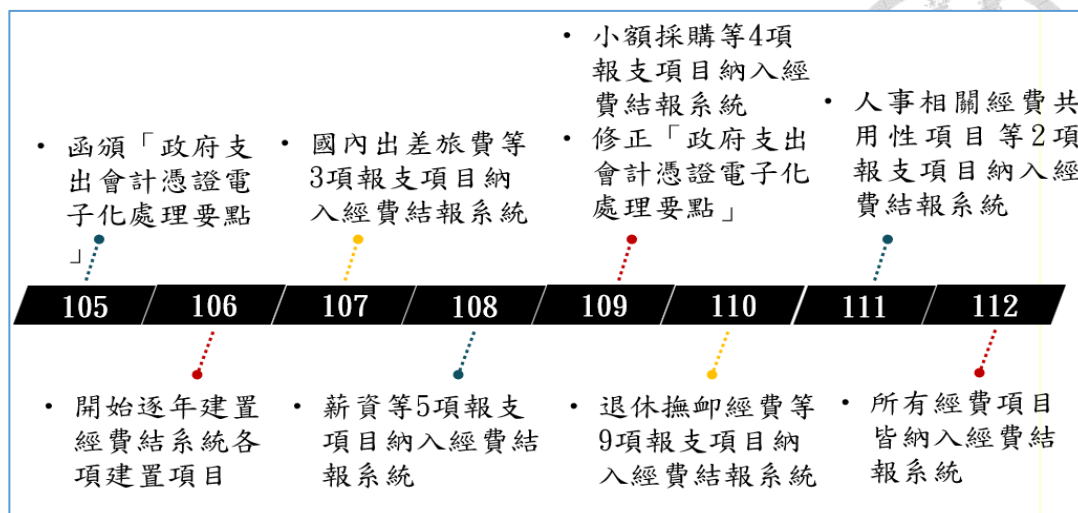 • 函頒「政府支
出會計憑證電
子化處理要點
」
• 國內出差旅費等
3項報支項目納
入經費結報系統
• 小額採購等4項
報支項目納入經
費結報系統
• 修正「政府支出
會計憑證電子化
處理要點」
• 人事相關經費共
用性項目等2項
報支項目納入經
費結報系統
105 106 107 108 109 110 111 112
• 開始逐年建置
經費結系統各
項建置項目
• 薪資等5項報支
項目納入經費結
報系統
• 退休撫卹經費等
9項報支項目納
入經費結報系統
• 所有經費項目
皆納入經費結
報系統